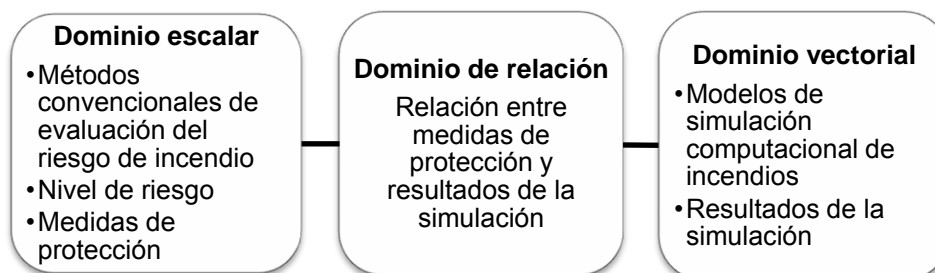 Dominio escalar
•Métodos
convencionales de
evaluación del
riesgo de incendio
•Nivel de riesgo
•Medidas de
protección
Dominio de relación
Relación entre
medidas de
protección y
resultados de la
simulación
Dominio vectorial
•Modelos de
simulación
computacional de
incendios
•Resultados de la
simulación